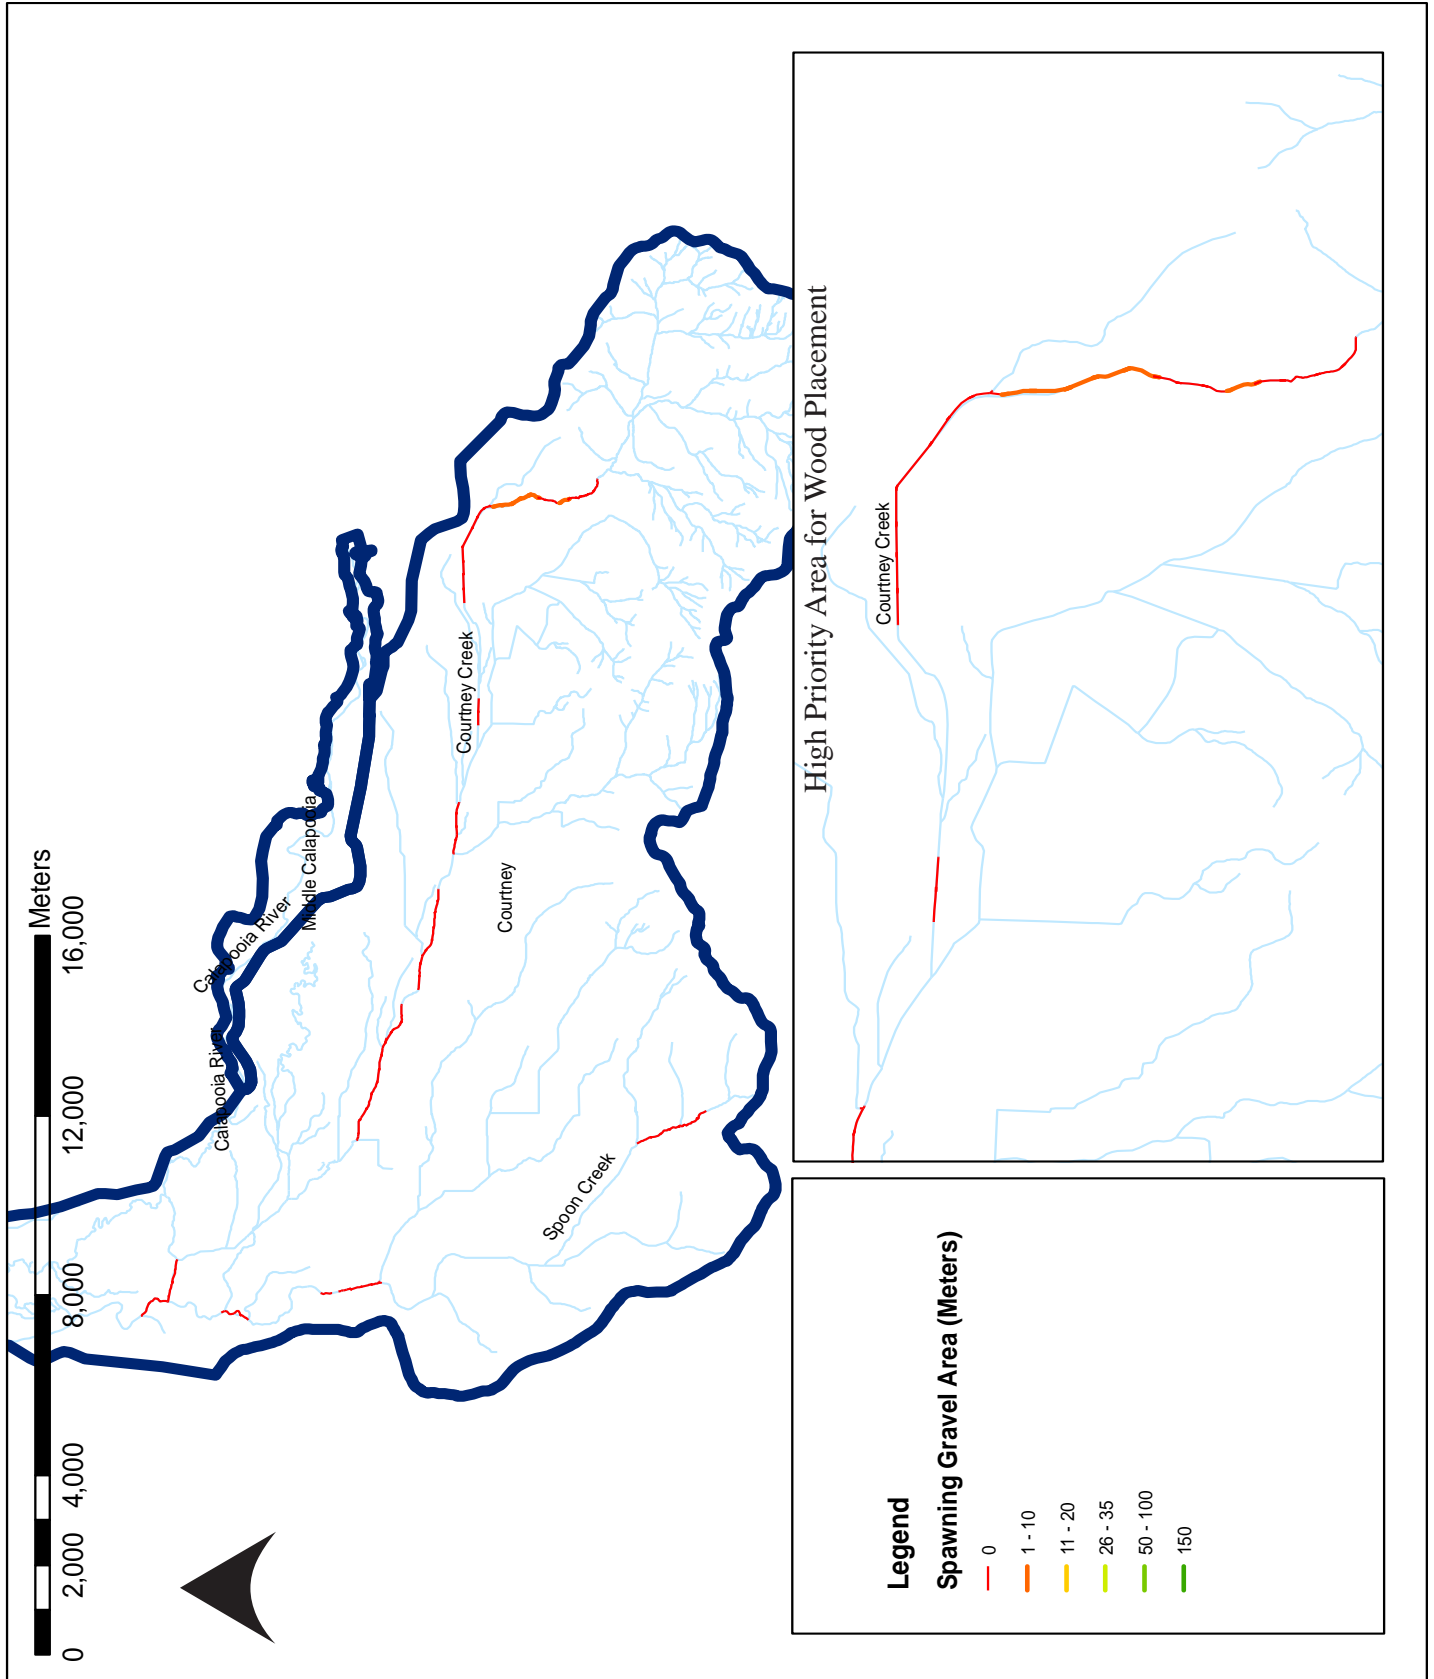 Meters
0 2,000 4,000 8,000 12,000 16,000
Calapooia River
Calapooia River
Middle Calapooia
Courtney Creek
Courtney
Spoon Creek
High Priority Area for Wood Placement
Courtney Creek
Legend
Spawning Gravel Area (Meters)
0
1 - 10
11 - 20
26 - 35
50 - 100
150